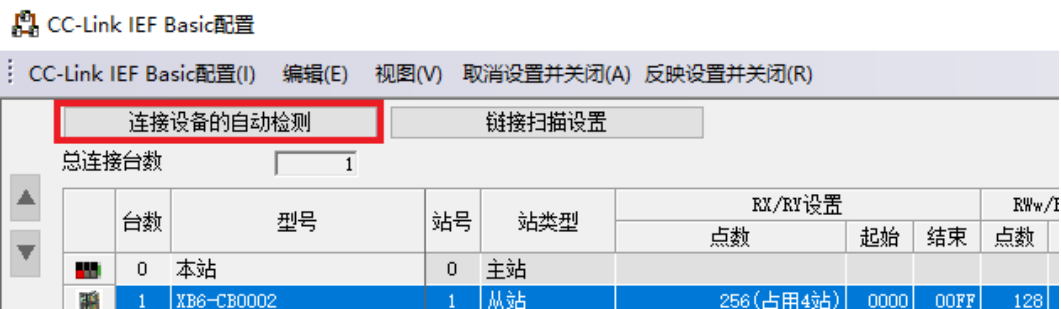 CC-Link IEF Basic配置
CC-Link IEF Basic配置(I) 编辑(E) 视图(V) 取消设置并关闭(A) 反映设置并关闭(R)
连接设备的自动检测 链接扫描设置
总连接台数 1
台数 型号 站号 站类型 RX/RY设置 RWw/
点数 起始 结束 点数
0 本站 0 主站
1 XB6-CB0002 1 从站 256(占用4站) 0000 00FF 128